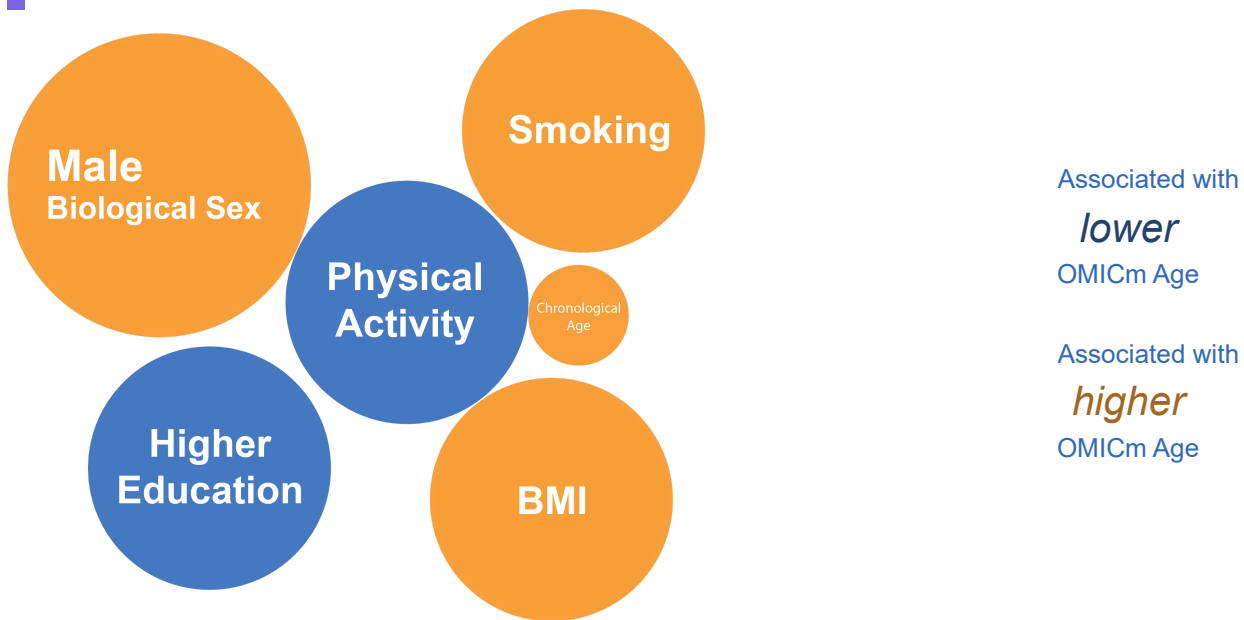 Male
Biological Sex
Smoking
Physical
Activity
Chronological
Age
Higher
Education
BMI
Associated with
lower
OMICm Age
Associated with
higher
OMICm Age